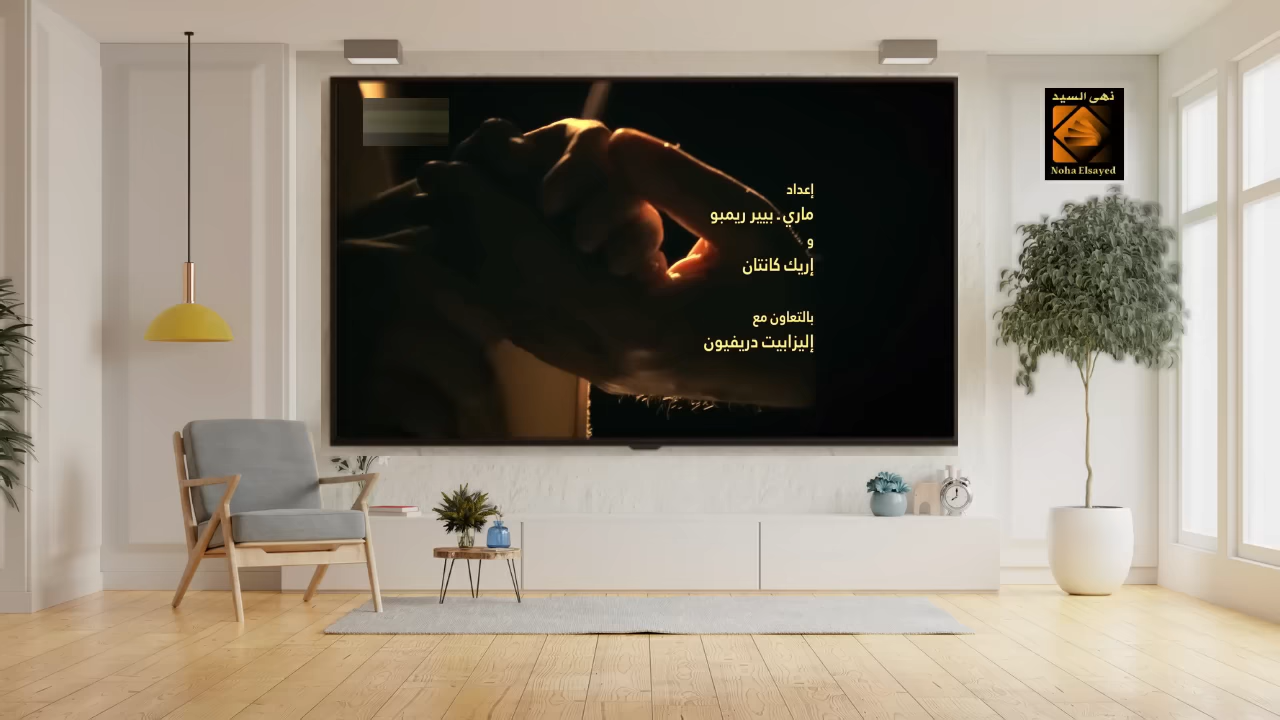 نهى السيد
Noha Elsayed
إعداد
ماري. بيير ريمبو
و
إريك كانتان
بالتعاون مع
إليزابيت دريفيون